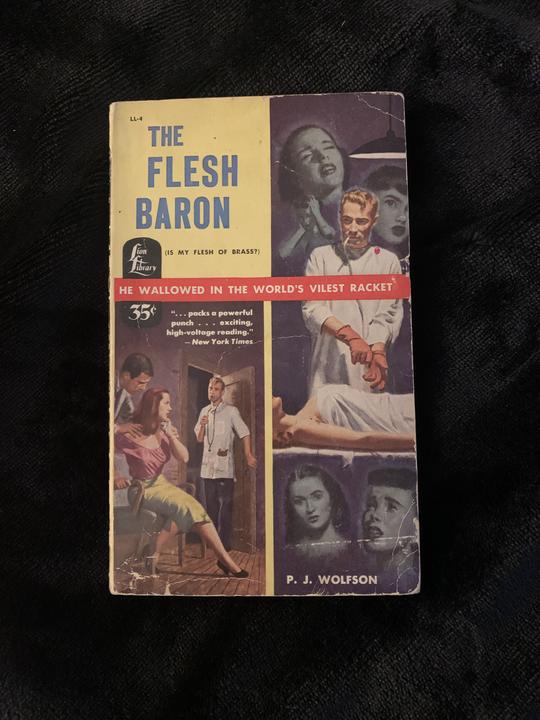 LL-4
THE
FLESH
BARON
Lion
Library
(IS MY FLESH OF BRASS?)
HE WALLOWED IN THE WORLD'S VILEST RACKET
35¢
". . . packs a powerful
punch . . . exciting,
high-voltage reading."
— New York Times
P. J. WOLFSON